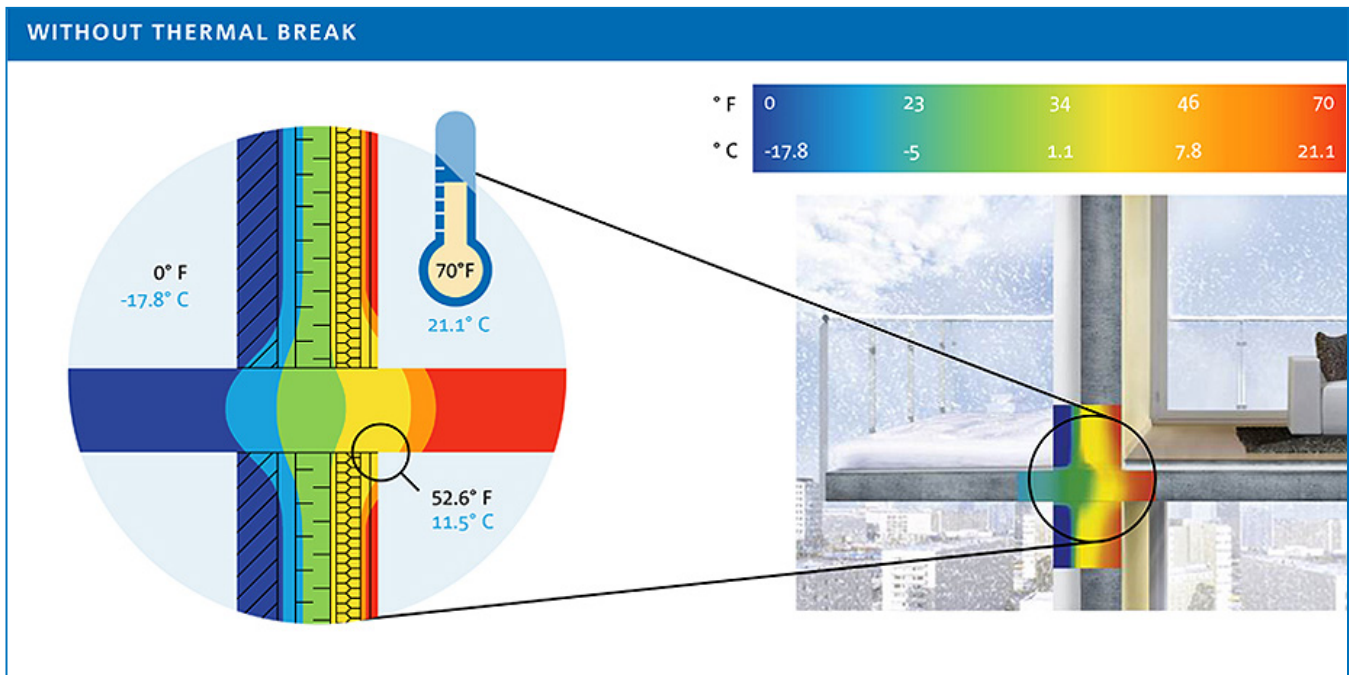 WITHOUT THERMAL BREAK
° F 0 23 34 46 70
° C -17.8 -5 1.1 7.8 21.1
0° F
-17.8° C
70°F
21.1° C
52.6° F
11.5° C